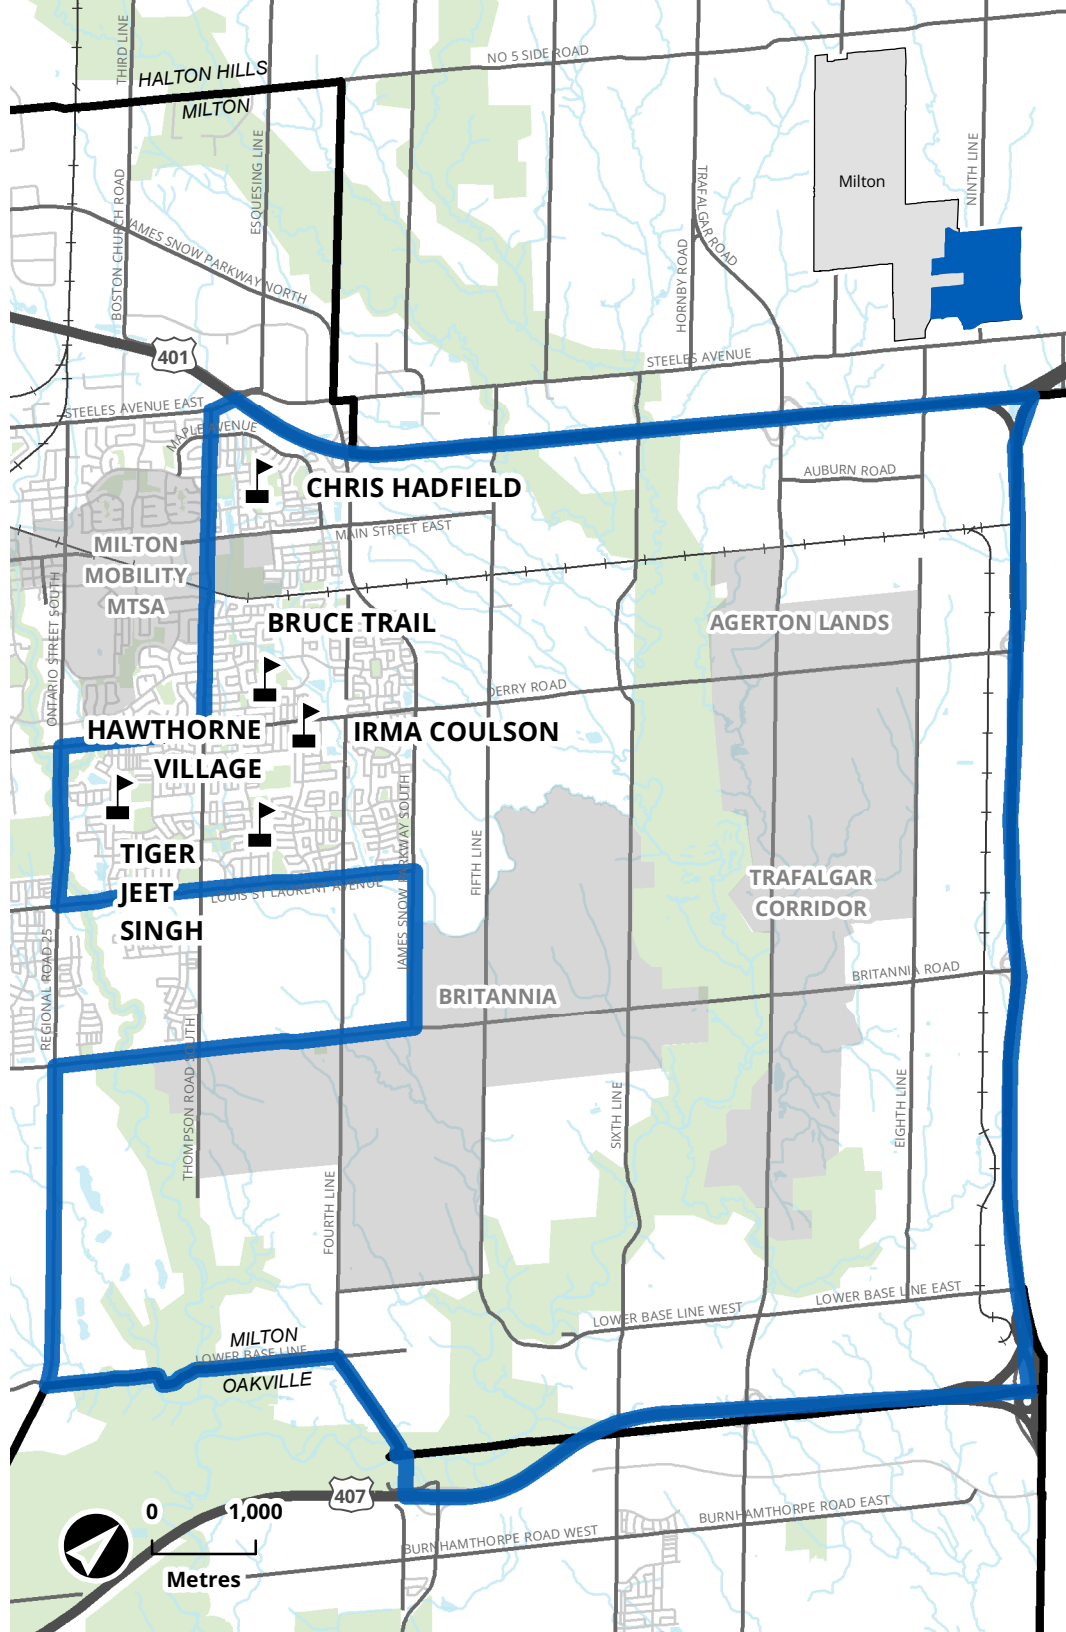 THIRD LINE
HALTON HILLS
MILTON
NO 5 SIDE ROAD
ESQUESING LINE
BOSTON CHURCH ROAD
JAMES SNOW PARKWAY NORTH
TRAFALGAR ROAD
HORNBY ROAD
NINTH LINE
Milton
401
STEELES AVENUE
STEELES AVENUE EAST
MAPLE AVENUE
CHRIS HADFIELD
AUBURN ROAD
MAIN STREET EAST
MILTON
MOBILITY
MTSA
ONTARIO STREET SOUTH
BRUCE TRAIL
AGERTON LANDS
DERRY ROAD
HAWTHORNE
VILLAGE
IRMA COULSON
TIGER
JEET
SINGH
LOUIS ST LAURENT AVENUE
JAMES SNOW PARKWAY SOUTH
FIFTH LINE
TRAFALGAR
CORRIDOR
REGIONAL ROAD 25
BRITANNIA
BRITANNIA ROAD
THOMPSON ROAD SOUTH
SIXTH LINE
EIGHTH LINE
FOURTH LINE
LOWER BASE LINE WEST
LOWER BASE LINE EAST
MILTON
LOWER BASE LINE
OAKVILLE
407
0 1,000
Metres
BURNHAMTHORPE ROAD WEST
BURNHAMTHORPE ROAD EAST